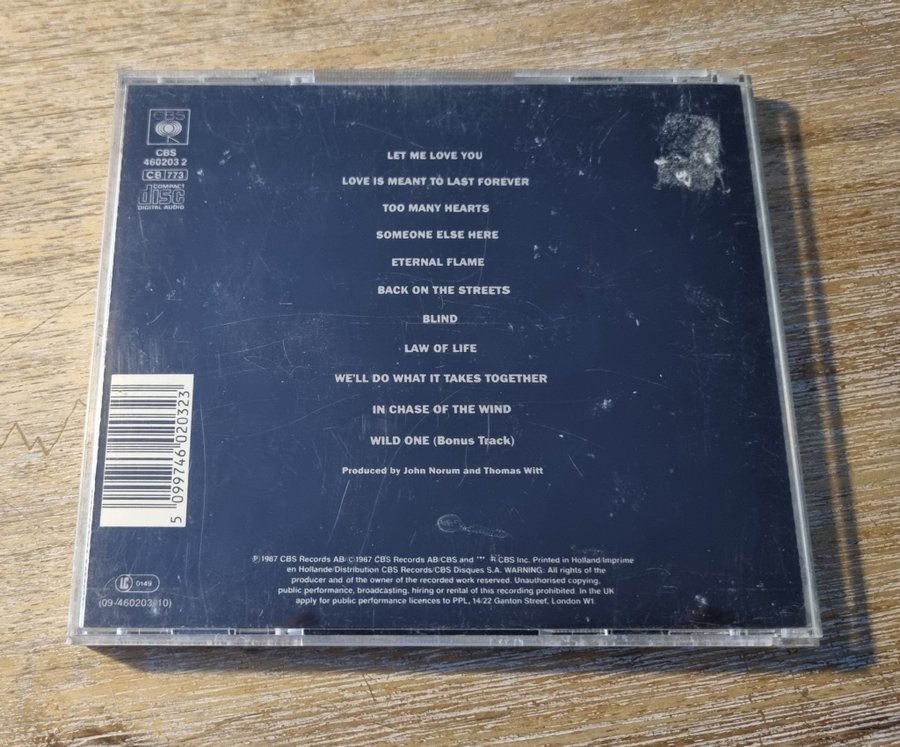 CBS
CBS
460203 2
CB 773
COMPACT
disc
DIGITAL AUDIO
LET ME LOVE YOU
LOVE IS MEANT TO LAST FOREVER
TOO MANY HEARTS
SOMEONE ELSE HERE
ETERNAL FLAME
BACK ON THE STREETS
BLIND
LAW OF LIFE
WE'LL DO WHAT IT TAKES TOGETHER
IN CHASE OF THE WIND
WILD ONE (Bonus Track)
Produced by John Norum and Thomas Witt
5 099746 020323
℗ 1987 CBS Records AB/© 1987 CBS Records AB/CBS and CBS Inc. Printed in Holland/Imprimé
en Hollande/Distribution CBS Records/CBS Disques S.A. WARNING: All rights of the
producer and of the owner of the recorded work reserved. Unauthorised copying,
public performance, broadcasting, hiring or rental of this recording prohibited. In the UK
apply for public performance licences to PPL, 14/22 Ganton Street, London W1.
LC 0149
(09-460203-10)